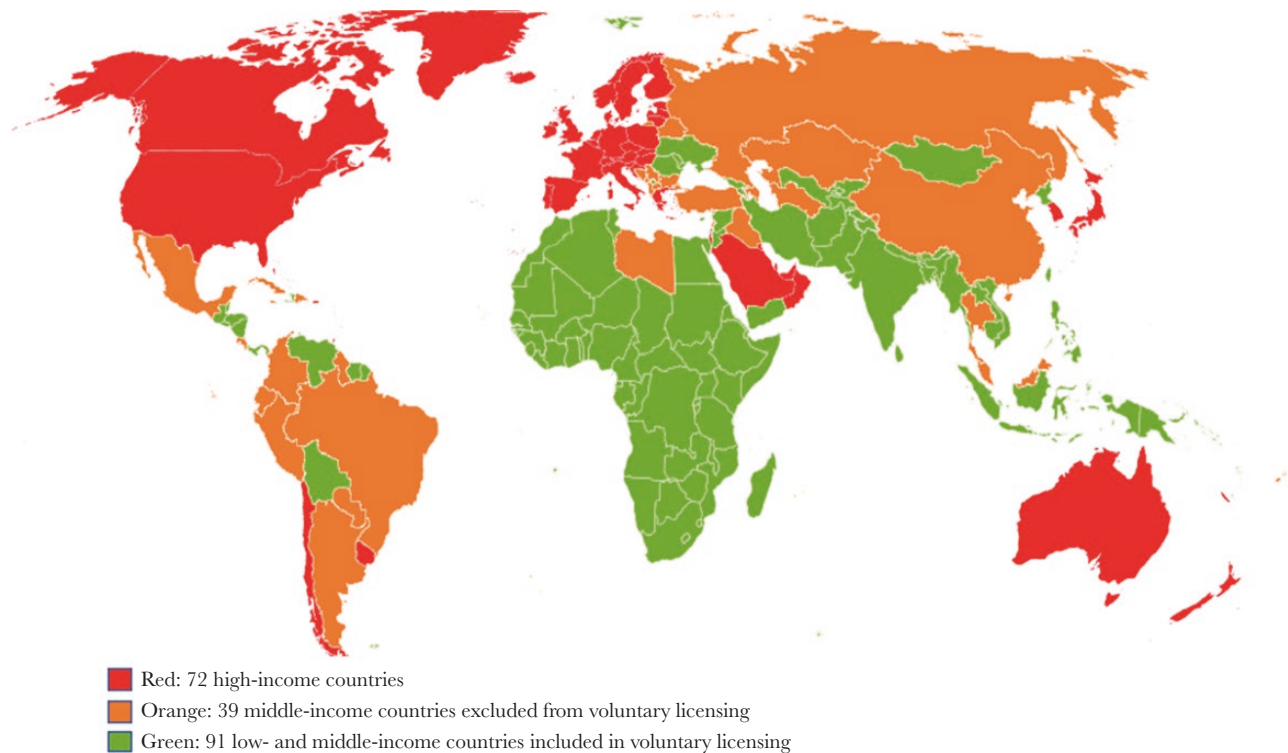 Red: 72 high-income countries
Orange: 39 middle-income countries excluded from voluntary licensing
Green: 91 low- and middle-income countries included in voluntary licensing